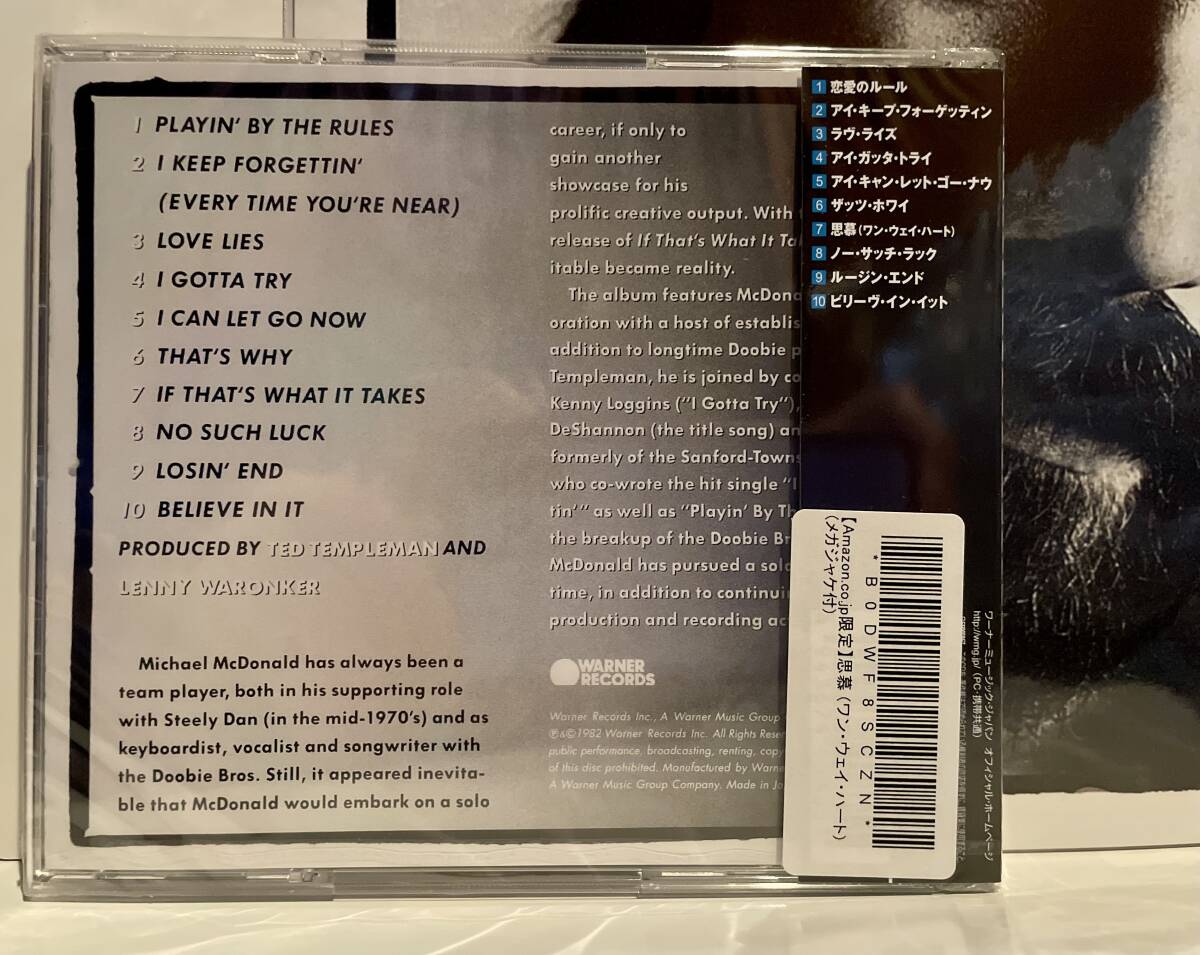 1 PLAYIN' BY THE RULES
2 I KEEP FORGETTIN'
(EVERY TIME YOU'RE NEAR)
3 LOVE LIES
4 I GOTTA TRY
5 I CAN LET GO NOW
6 THAT'S WHY
7 IF THAT'S WHAT IT TAKES
8 NO SUCH LUCK
9 LOSIN' END
10 BELIEVE IN IT
PRODUCED BY TED TEMPLEMAN AND
LENNY WARONKER
Michael McDonald has always been a
team player, both in his supporting role
with Steely Dan (in the mid-1970's) and as
keyboardist, vocalist and songwriter with
the Doobie Bros. Still, it appeared inevita-
ble that McDonald would embark on a solo
career, if only to
gain another
showcase for his
prolific creative output. With
release of If That's What It Ta
itable became reality.
The album features McDona
oration with a host of establis
addition to longtime Doobie p
Templeman, he is joined by co
Kenny Loggins ("I Gotta Try"),
DeShannon (the title song) an
formerly of the Sanford-Towns
who co-wrote the hit single "I
tin'" as well as "Playin' By Th
the breakup of the Doobie Br
McDonald has pursued a solo
time, in addition to continui
production and recording ac
WARNER
RECORDS
Warner Records Inc., A Warner Music Group
℗&©1982 Warner Records Inc. All Rights Reser
public performance, broadcasting, renting, copy
of this disc prohibited. Manufactured by Warne
A Warner Music Group Company. Made in Ja
1 恋愛のルール
2 アイ・キープ・フォーゲッティン
3 ラヴ・ライズ
4 アイ・ガッタ・トライ
5 アイ・キャン・レット・ゴー・ナウ
6 ザッツ・ホワイ
7 思慕(ワン・ウェイ・ハート)
8 ノー・サッチ・ラック
9 ルージン・エンド
10 ビリーヴ・イン・イット
* B0DWF8SCZN *
【Amazon.co.jp限定】思慕(ワン・ウェイ・ハート)
(メガジャケ付)
ワーナーミュージック・ジャパン オフィシャル・ホームページ
http://wmg.jp/ (PC・携帯共通)